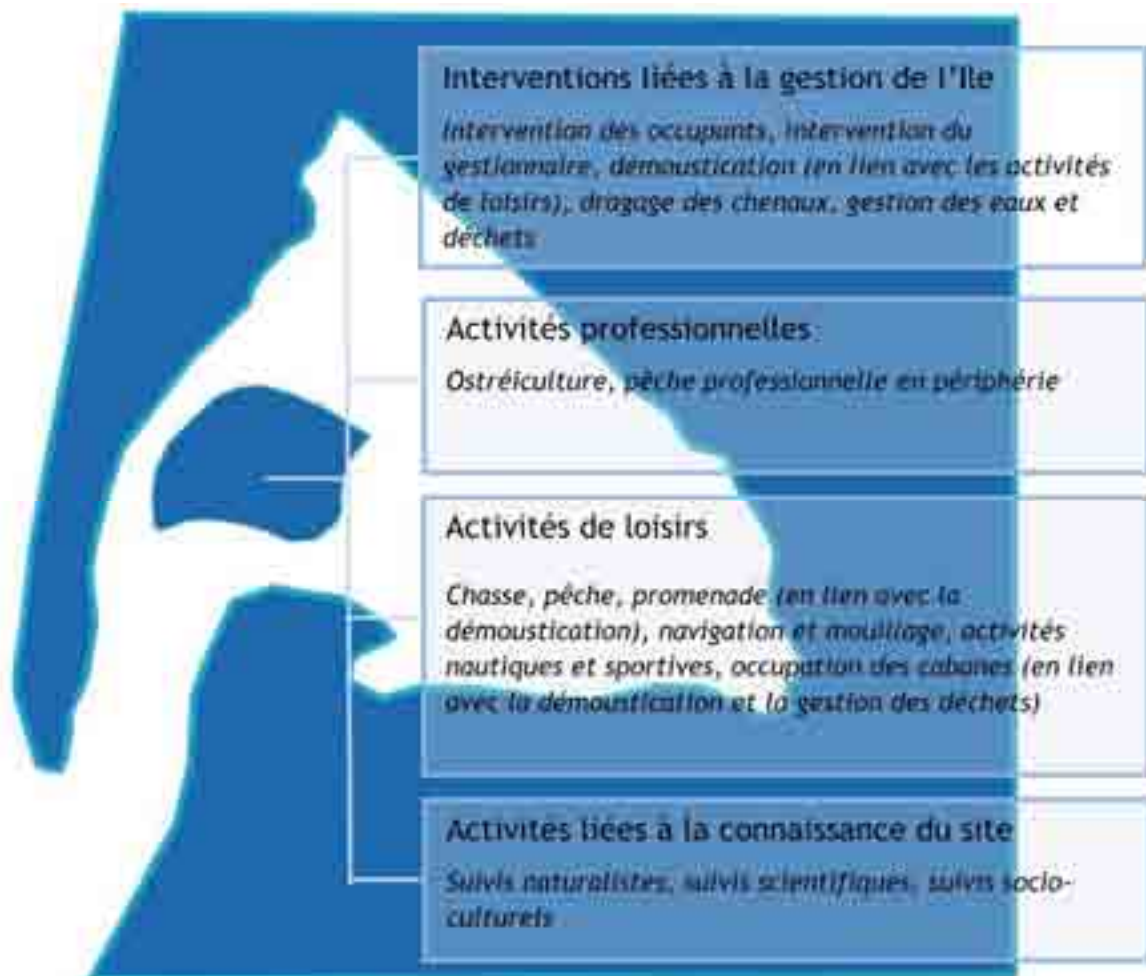 Interventions liées à la gestion de l'Ile
Intervention des occupants, intervention du
gestionnaire, démoustication (en lien avec les activités
de loisirs), dragage des chenaux, gestion des eaux et
déchets
Activités professionnelles
Ostréiculture, pêche professionnelle en périphérie
Activités de loisirs
Chasse, pêche, promenade (en lien avec la
démoustication), navigation et mouillage, activités
nautiques et sportives, occupation des cabanes (en lien
avec la démoustication et la gestion des déchets)
Activités liées à la connaissance du site
Suivis naturalistes, suivis scientifiques, suivis socio-
culturels